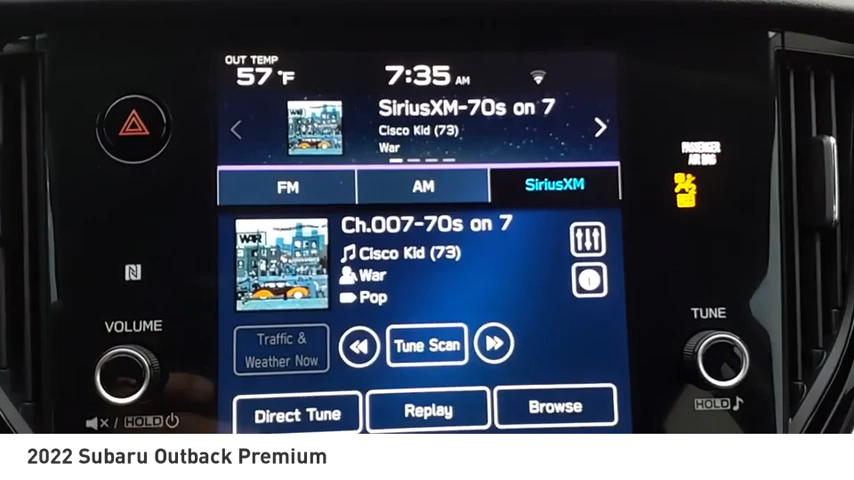 OUT TEMP
57 °F
7:35 AM
SiriusXM-70s on 7
Cisco Kid (73)
War
WAR
FM
AM
SiriusXM
PASSENGER
AIR BAG
Ch.007-70s on 7
WAR
Cisco Kid (73)
War
Pop
N
VOLUME
TUNE
Traffic &
Weather Now
Tune Scan
HOLD
/ HOLD
Direct Tune
Replay
Browse
2022 Subaru Outback Premium